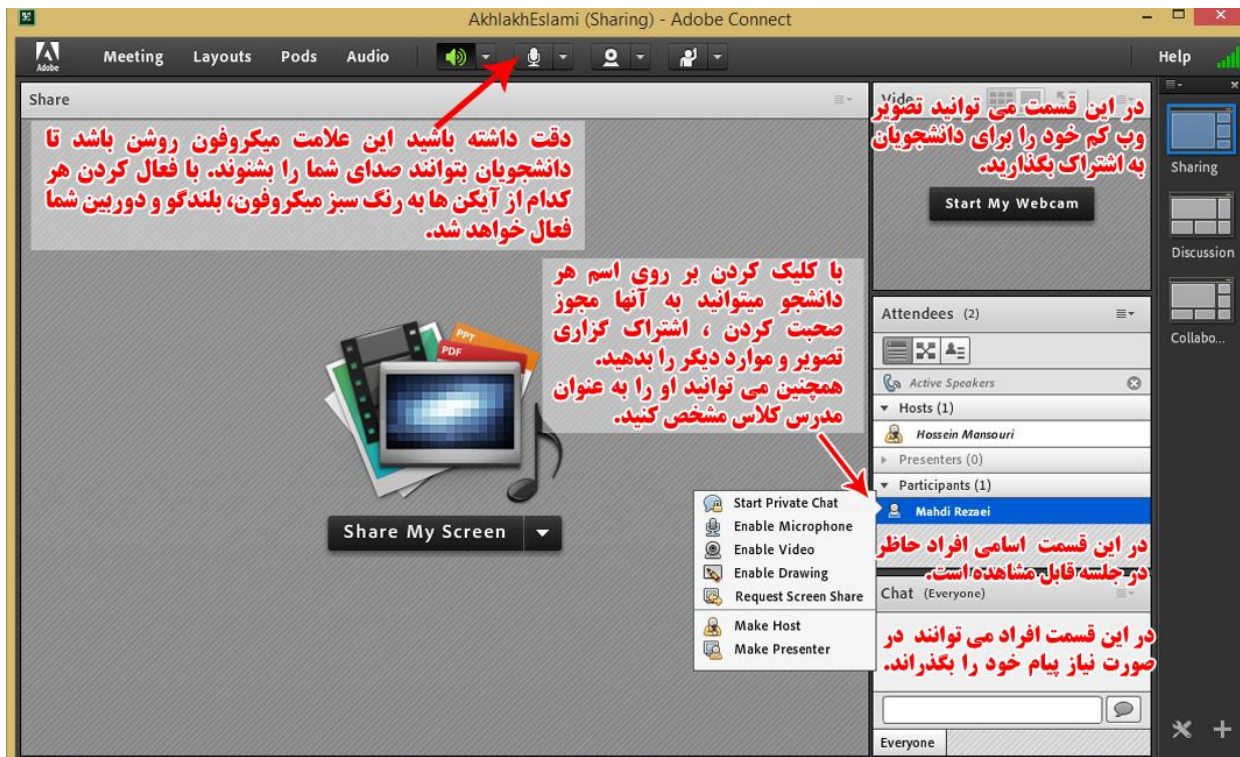 AkhlakhEslami (Sharing) - Adobe Connect
Adobe
Meeting Layouts Pods Audio
Help
Share
دقت داشته باشید این علامت میکروفون روشن باشد تا
دانشجویان بتوانند صدای شما را بشنوند. با فعال کردن هر
کدام از آیکن ها به رنگ سبز میکروفون، بلندگو و دوربین شما
فعال خواهد شد.
در این قسمت می توانید تصویر
وب کم خود را برای دانشجویان
به اشتراک بگذارید.
Start My Webcam
Sharing
Discussion
Collabo...
با کلیک کردن بر روی اسم هر
دانشجو میتوانید به آنها مجوز
صحبت کردن ، اشتراک گزاری
تصویر و موارد دیگر را بدهید.
همچنین می توانید او را به عنوان
مدرس کلاس مشخص کنید.
PPT
PDF
Share My Screen
Attendees (2)
Active Speakers
Hosts (1)
Hossein Mansouri
Presenters (0)
Participants (1)
Mahdi Rezaei
Start Private Chat
Enable Microphone
Enable Video
Enable Drawing
Request Screen Share
Make Host
Make Presenter
در این قسمت اسامی افراد حاظر
در جلسه قابل مشاهده است.
Chat (Everyone)
در این قسمت افراد می توانند در
صورت نیاز پیام خود را بگذراند.
Everyone